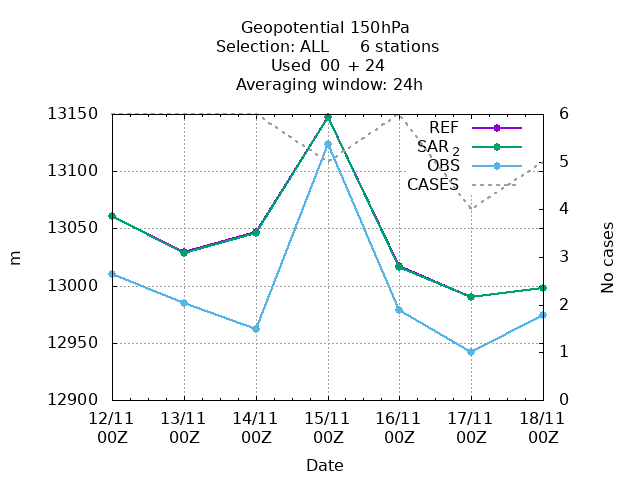 Geopotential 150hPa
Selection: ALL 6 stations
Used 00 + 24
Averaging window: 24h
13150
13100
13050
13000
12950
12900
m
REF
SAR 2
OBS
CASES
6
5
4
3
2
1
0
No cases
12/11 13/11 14/11 15/11 16/11 17/11 18/11
00Z 00Z 00Z 00Z 00Z 00Z 00Z
Date